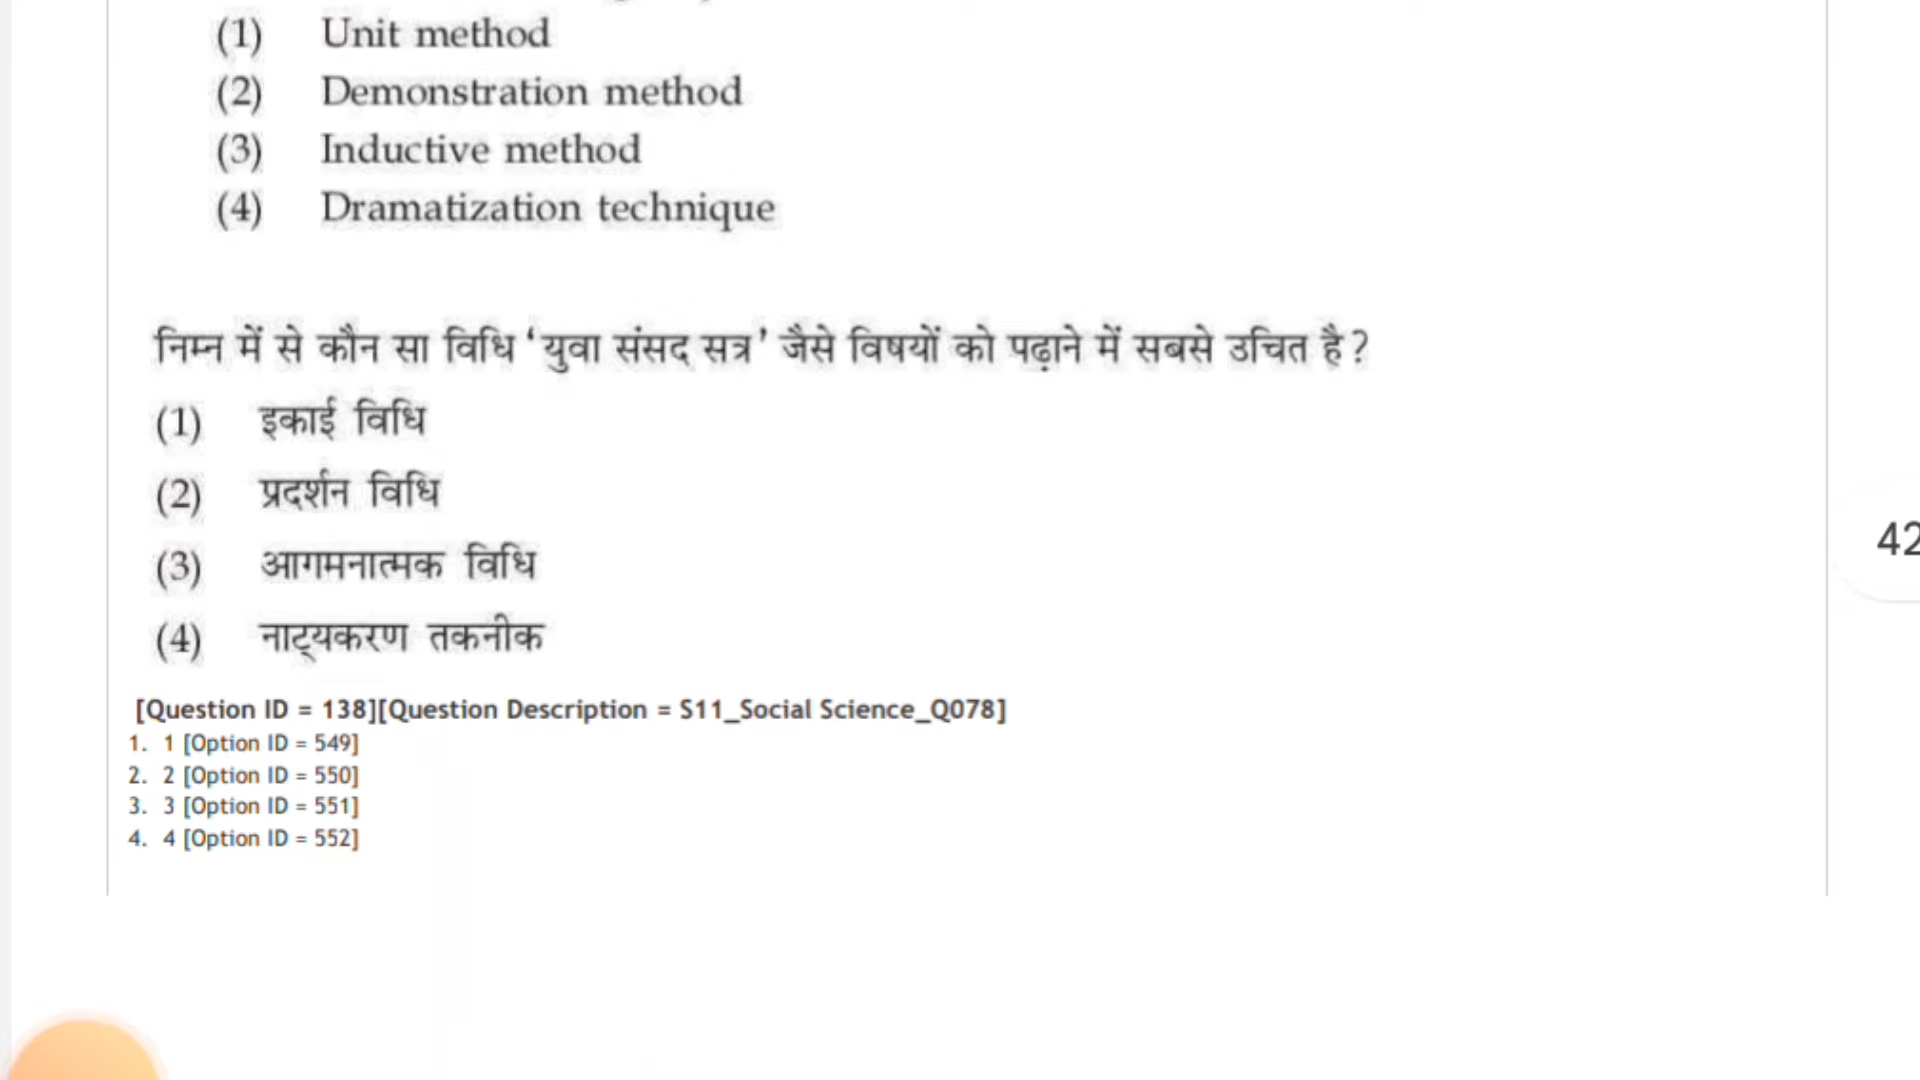 (1) Unit method
(2) Demonstration method
(3) Inductive method
(4) Dramatization technique
निम्न में से कौन सा विधि ‘युवा संसद सत्र’ जैसे विषयों को पढ़ाने में सबसे उचित है?
(1) इकाई विधि
(2) प्रदर्शन विधि
(3) आगमनात्मक विधि
(4) नाट्यकरण तकनीक
42
[Question ID = 138][Question Description = S11_Social Science_Q078]
1. 1 [Option ID = 549]
2. 2 [Option ID = 550]
3. 3 [Option ID = 551]
4. 4 [Option ID = 552]